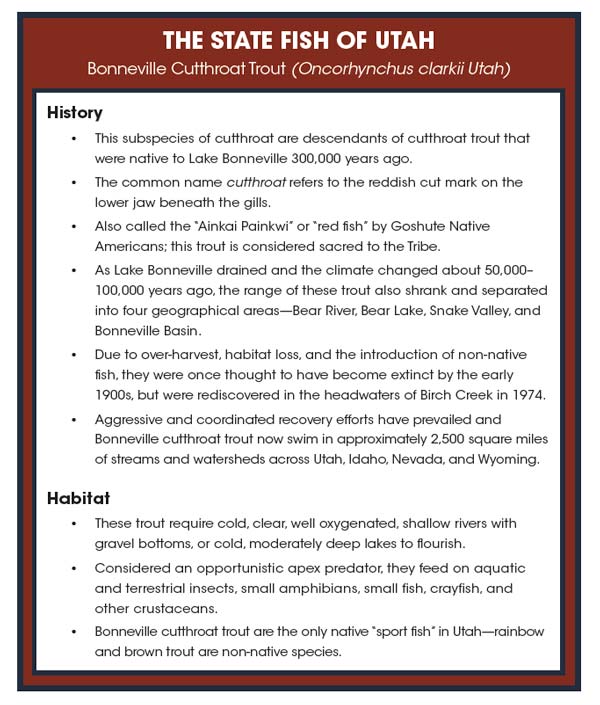 THE STATE FISH OF UTAH
Bonneville Cutthroat Trout (Oncorhynchus clarkii Utah)
History
• This subspecies of cutthroat are descendants of cutthroat trout that
were native to Lake Bonneville 300,000 years ago.
• The common name cutthroat refers to the reddish cut mark on the
lower jaw beneath the gills.
• Also called the “Ainkai Painkwi” or “red fish” by Goshute Native
Americans; this trout is considered sacred to the Tribe.
• As Lake Bonneville drained and the climate changed about 50,000–
100,000 years ago, the range of these trout also shrank and separated
into four geographical areas—Bear River, Bear Lake, Snake Valley, and
Bonneville Basin.
• Due to over-harvest, habitat loss, and the introduction of non-native
fish, they were once thought to have become extinct by the early
1900s, but were rediscovered in the headwaters of Birch Creek in 1974.
• Aggressive and coordinated recovery efforts have prevailed and
Bonneville cutthroat trout now swim in approximately 2,500 square miles
of streams and watersheds across Utah, Idaho, Nevada, and Wyoming.
Habitat
• These trout require cold, clear, well oxygenated, shallow rivers with
gravel bottoms, or cold, moderately deep lakes to flourish.
• Considered an opportunistic apex predator, they feed on aquatic
and terrestrial insects, small amphibians, small fish, crayfish, and
other crustaceans.
• Bonneville cutthroat trout are the only native “sport fish” in Utah—rainbow
and brown trout are non-native species.